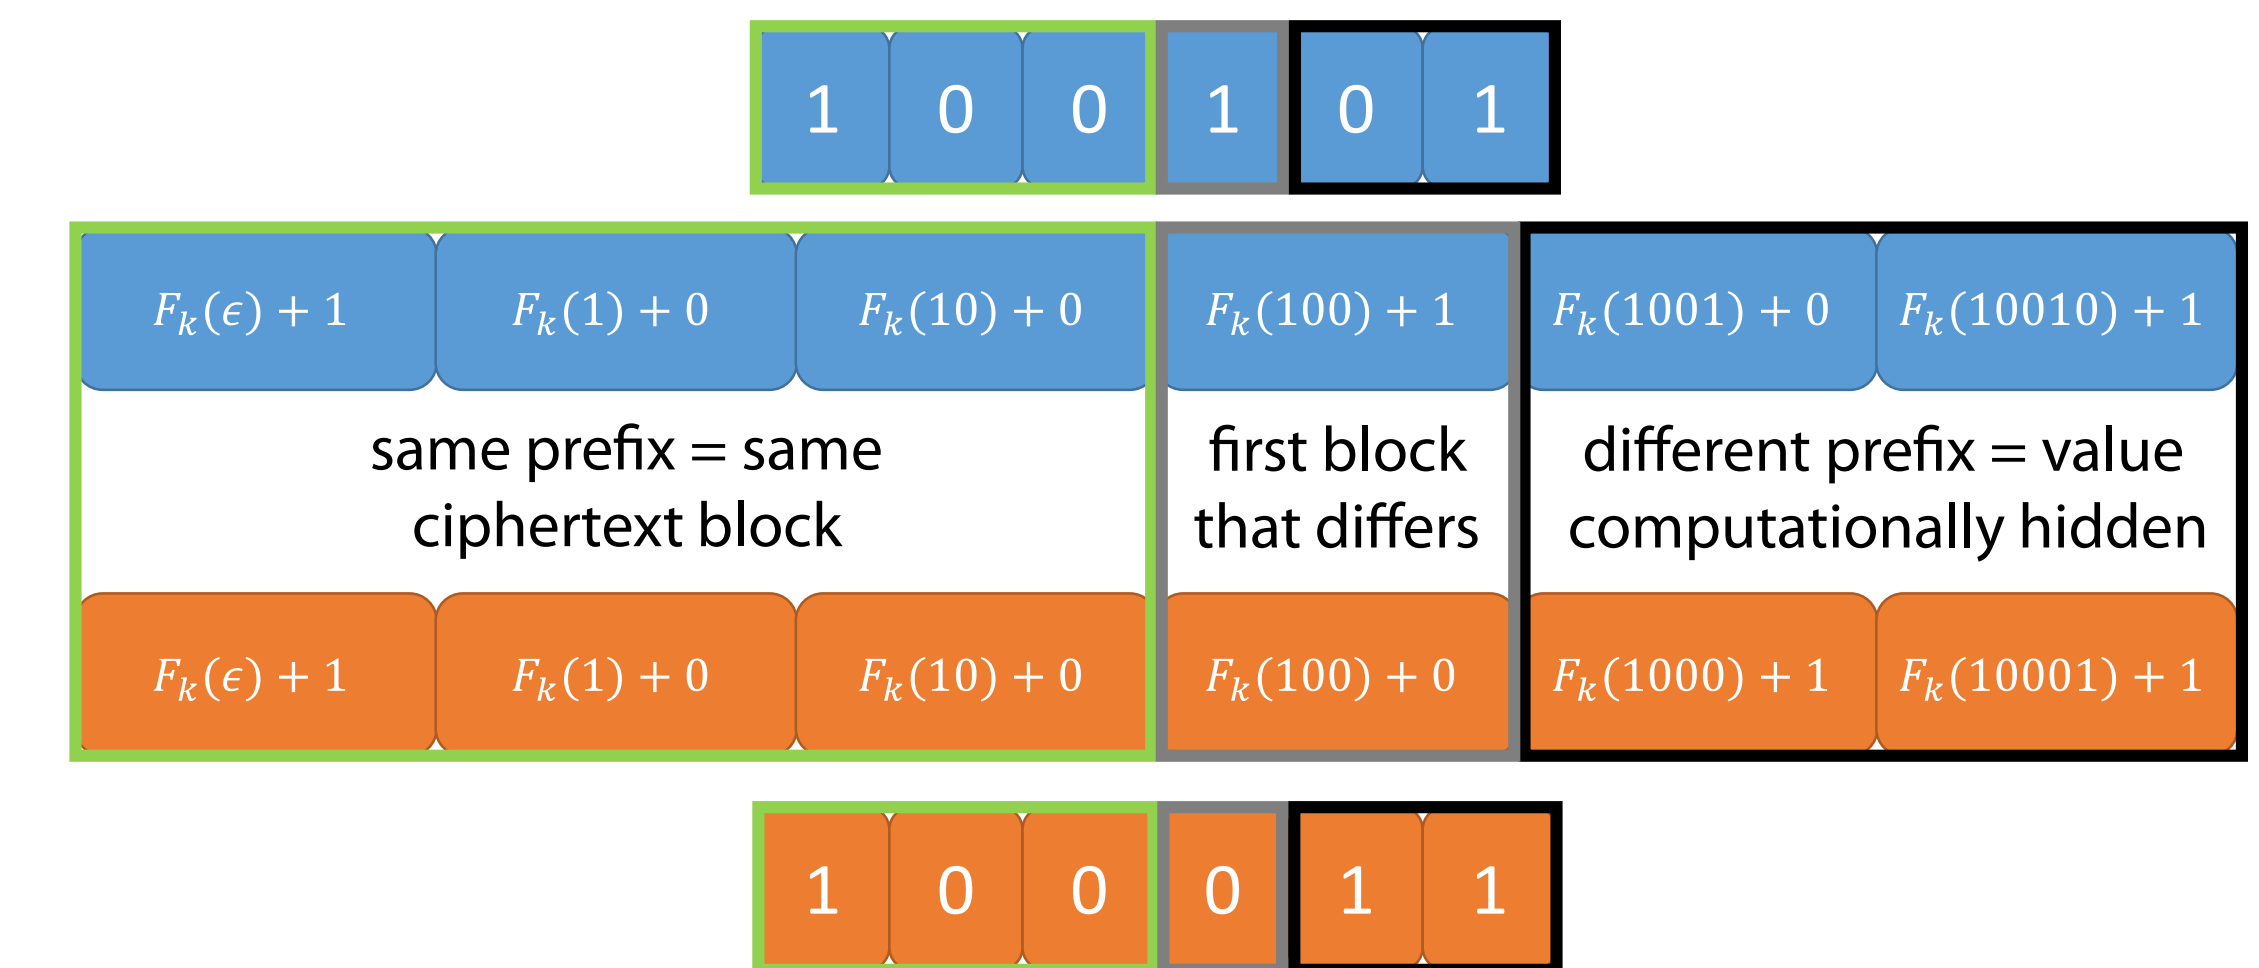 1 0 0 1 0 1
F_k(ϵ) + 1 F_k(1) + 0 F_k(10) + 0 F_k(100) + 1 F_k(1001) + 0 F_k(10010) + 1
same prefix = same
ciphertext block
first block
that differs
different prefix = value
computationally hidden
F_k(ϵ) + 1 F_k(1) + 0 F_k(10) + 0 F_k(100) + 0 F_k(1000) + 1 F_k(10001) + 1
1 0 0 0 1 1